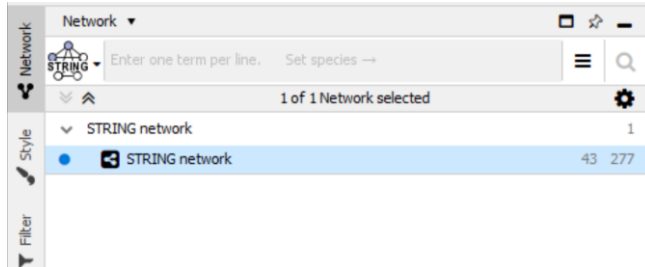 Network ▼
STRING
Enter one term per line. Set species →
1 of 1 Network selected
STRING network 1
STRING network 43 277
Network
Style
Filter